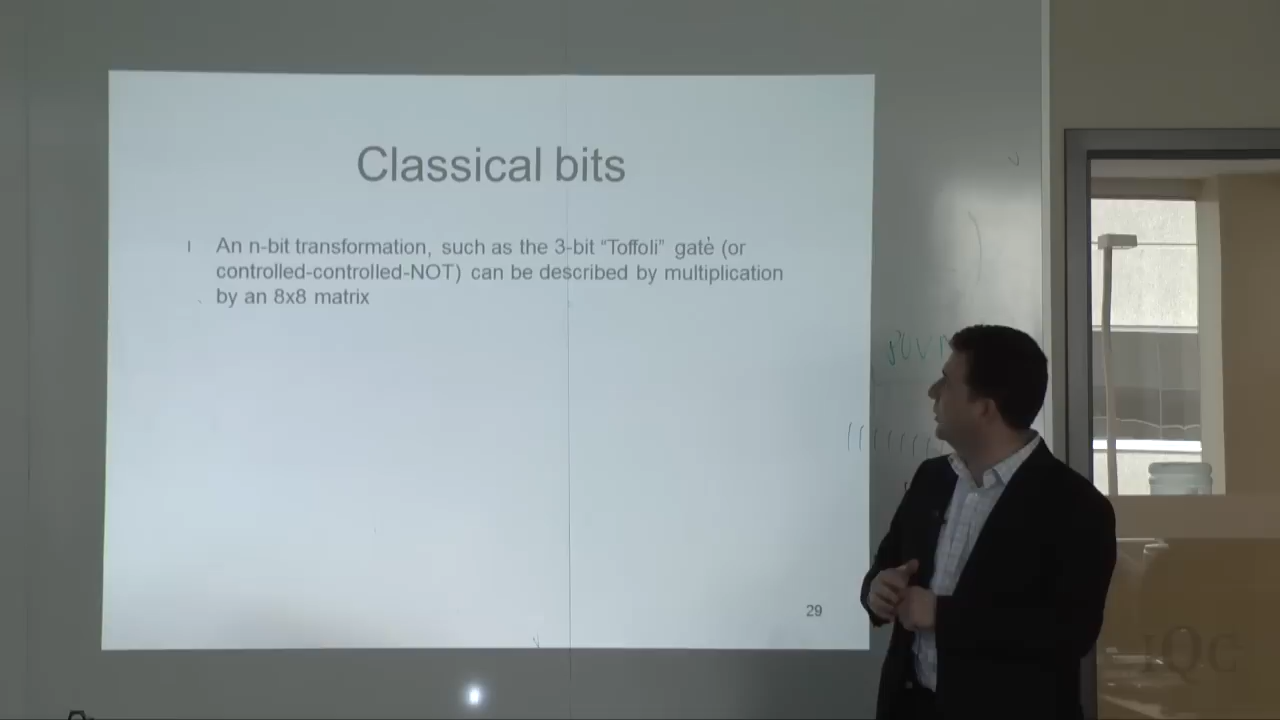 Classical bits
An n-bit transformation, such as the 3-bit “Toffoli” gate (or
controlled-controlled-NOT) can be described by multiplication
by an 8x8 matrix
29
IQC